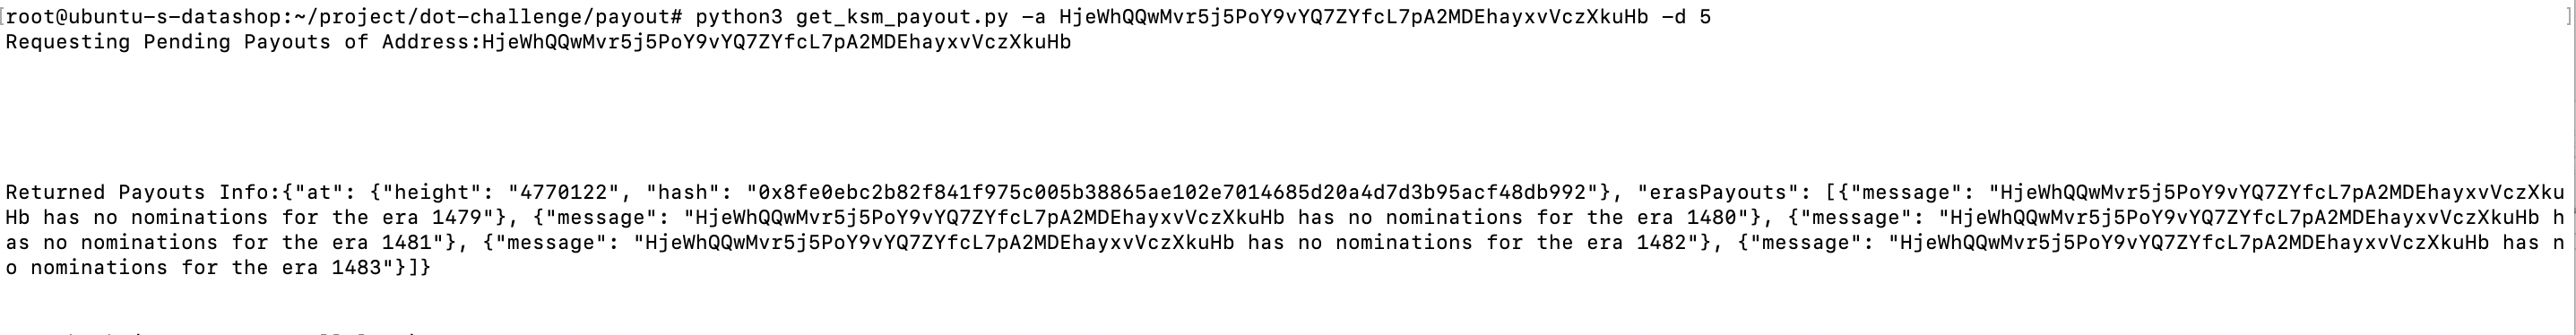 [root@ubuntu-s-datashop:~/project/dot-challenge/payout# python3 get_ksm_payout.py -a HjeWhQQwMvr5j5PoY9vYQ7ZYfcL7pA2MDEhayxvVczXkuHb -d 5 ]
Requesting Pending Payouts of Address:HjeWhQQwMvr5j5PoY9vYQ7ZYfcL7pA2MDEhayxvVczXkuHb
Returned Payouts Info:{"at": {"height": "4770122", "hash": "0x8fe0ebc2b82f841f975c005b38865ae102e7014685d20a4d7d3b95acf48db992"}, "erasPayouts": [{"message": "HjeWhQQwMvr5j5PoY9vYQ7ZYfcL7pA2MDEhayxvVczXku
Hb has no nominations for the era 1479"}, {"message": "HjeWhQQwMvr5j5PoY9vYQ7ZYfcL7pA2MDEhayxvVczXkuHb has no nominations for the era 1480"}, {"message": "HjeWhQQwMvr5j5PoY9vYQ7ZYfcL7pA2MDEhayxvVczXkuHb h
as no nominations for the era 1481"}, {"message": "HjeWhQQwMvr5j5PoY9vYQ7ZYfcL7pA2MDEhayxvVczXkuHb has no nominations for the era 1482"}, {"message": "HjeWhQQwMvr5j5PoY9vYQ7ZYfcL7pA2MDEhayxvVczXkuHb has n
o nominations for the era 1483"}]}